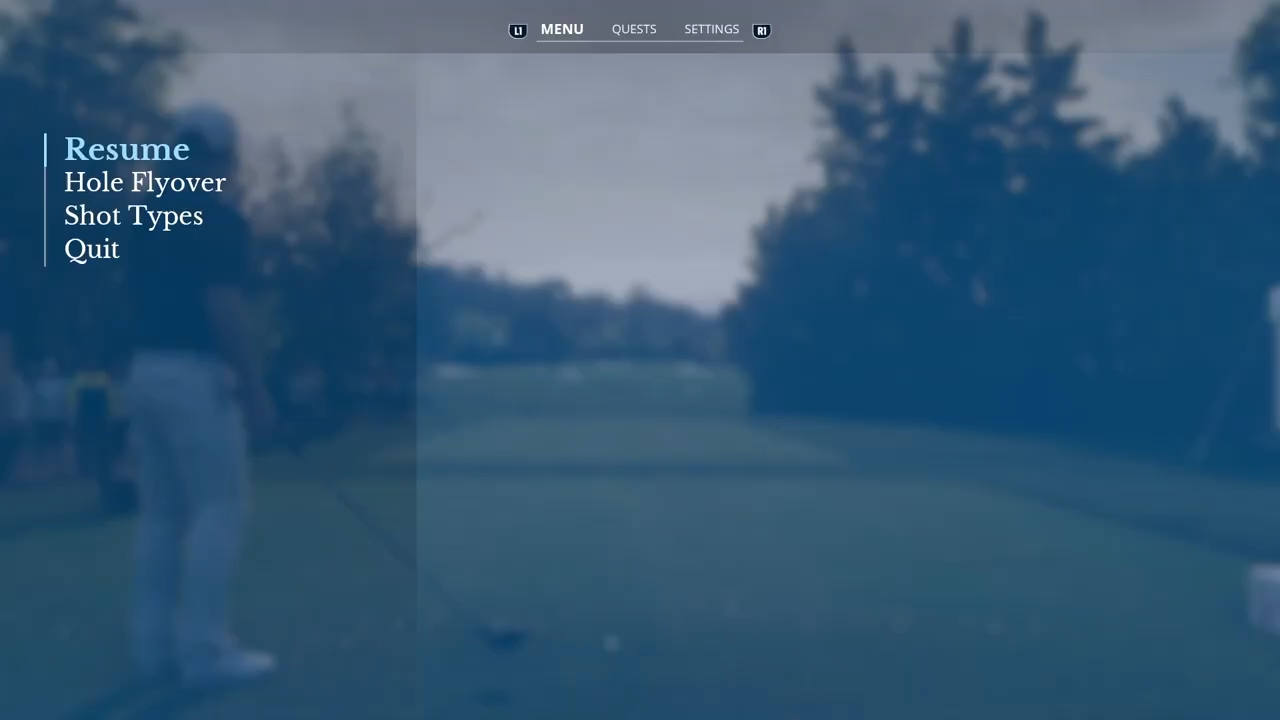 L1 MENU QUESTS SETTINGS R1
Resume
Hole Flyover
Shot Types
Quit